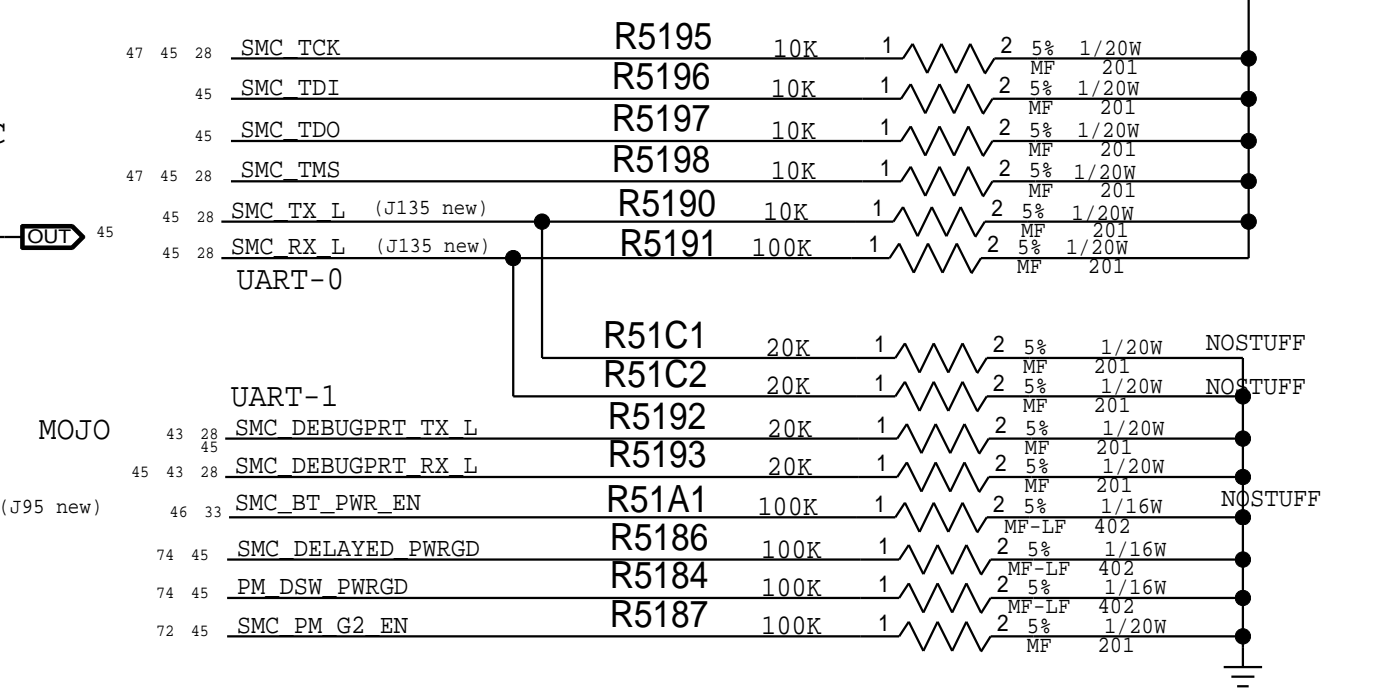 47 45 28 SMC_TCK R5195 10K 1 2 5% 1/20W
MF 201
45 SMC_TDI R5196 10K 1 2 5% 1/20W
MF 201
C
45 SMC_TDO R5197 10K 1 2 5% 1/20W
MF 201
47 45 28 SMC_TMS R5198 10K 1 2 5% 1/20W
MF 201
45 28 SMC_TX_L (J135 new) R5190 10K 1 2 5% 1/20W
MF 201
OUT 45
45 28 SMC_RX_L (J135 new) R5191 100K 1 2 5% 1/20W
MF 201
UART-0
R51C1 20K 1 2 5% 1/20W NOSTUFF
MF 201
R51C2 20K 1 2 5% 1/20W NOSTUFF
MF 201
UART-1
MOJO
43 28 SMC_DEBUGPRT_TX_L R5192 20K 1 2 5% 1/20W
45
MF 201
45 43 28 SMC_DEBUGPRT_RX_L R5193 20K 1 2 5% 1/20W
MF 201
(J95 new)
46 33 SMC_BT_PWR_EN R51A1 100K 1 2 5% 1/16W NOSTUFF
MF-LF 402
74 45 SMC_DELAYED_PWRGD R5186 100K 1 2 5% 1/16W
MF-LF 402
74 45 PM_DSW_PWRGD R5184 100K 1 2 5% 1/16W
MF-LF 402
72 45 SMC_PM_G2_EN R5187 100K 1 2 5% 1/20W
MF 201